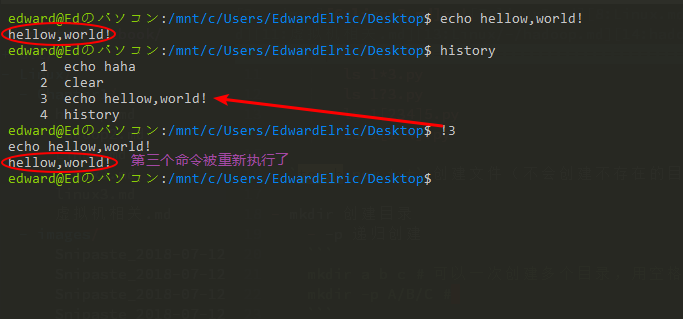 edward@Edのパソコン:/mnt/c/Users/EdwardElric/Desktop$ echo hellow,world!
hellow,world!
edward@Edのパソコン:/mnt/c/Users/EdwardElric/Desktop$ history
1 echo haha
2 clear
3 echo hellow,world!
4 history
edward@Edのパソコン:/mnt/c/Users/EdwardElric/Desktop$ !3
echo hellow,world!
hellow,world! 第三个命令被重新执行了
edward@Edのパソコン:/mnt/c/Users/EdwardElric/Desktop$